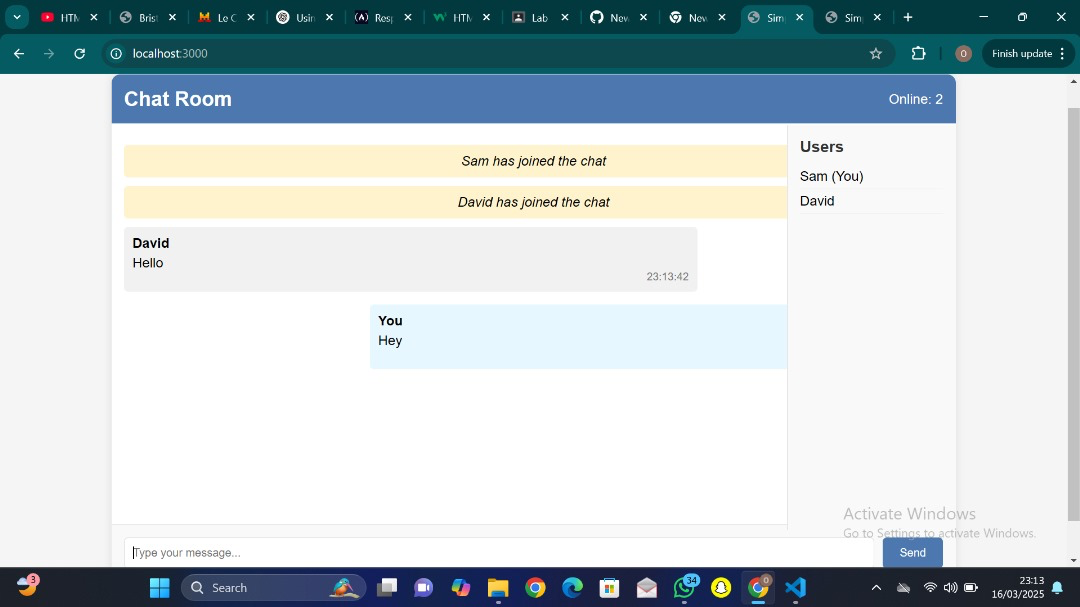 HTM
Brist
Le C
Usin
Resp
HTM
Lab
New
New
Sim
Sim
localhost:3000
O
Finish update
Chat Room
Online: 2
Sam has joined the chat
David has joined the chat
David
Hello
23:13:42
You
Hey
Users
Sam (You)
David
Activate Windows
Go to Settings to activate Windows.
Type your message...
Send
3
Search
34
23:13
16/03/2025